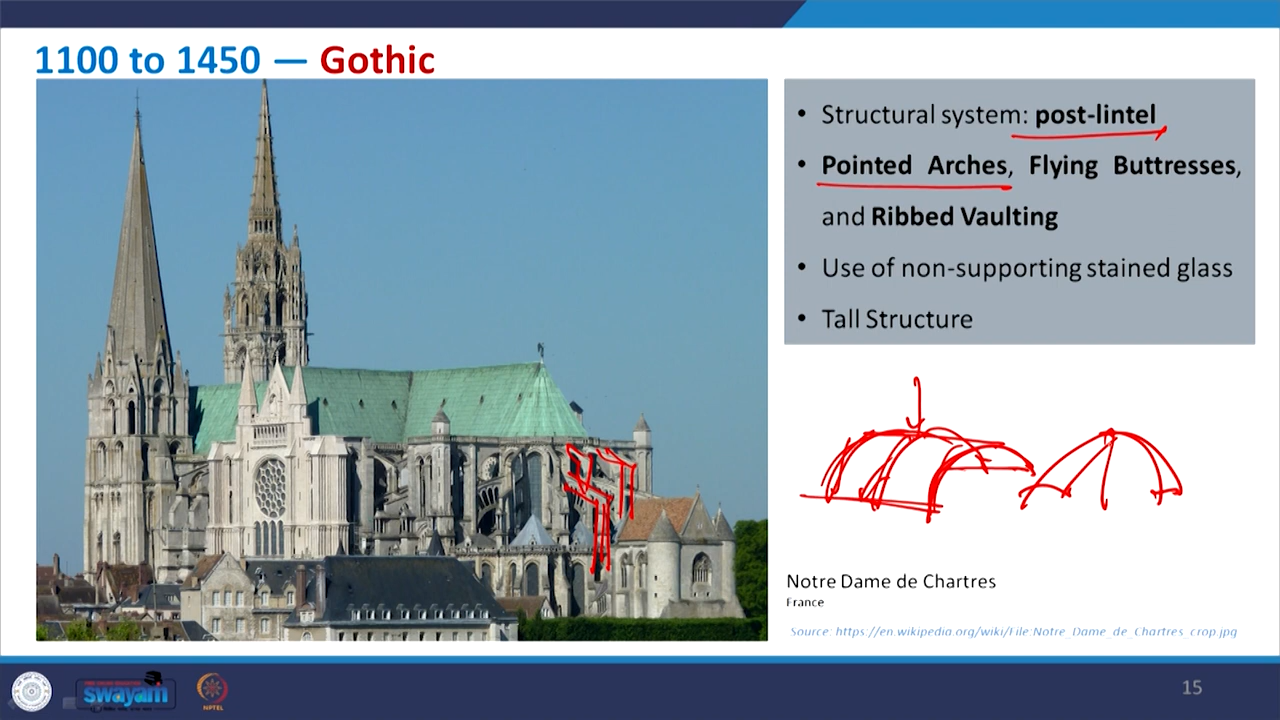 1100 to 1450 — Gothic
• Structural system: post-lintel
• Pointed Arches, Flying Buttresses,
and Ribbed Vaulting
• Use of non-supporting stained glass
• Tall Structure
Notre Dame de Chartres
France
Source: https://en.wikipedia.org/wiki/File:Notre_Dame_de_Chartres_crop.jpg
swayam
NPTEL
15